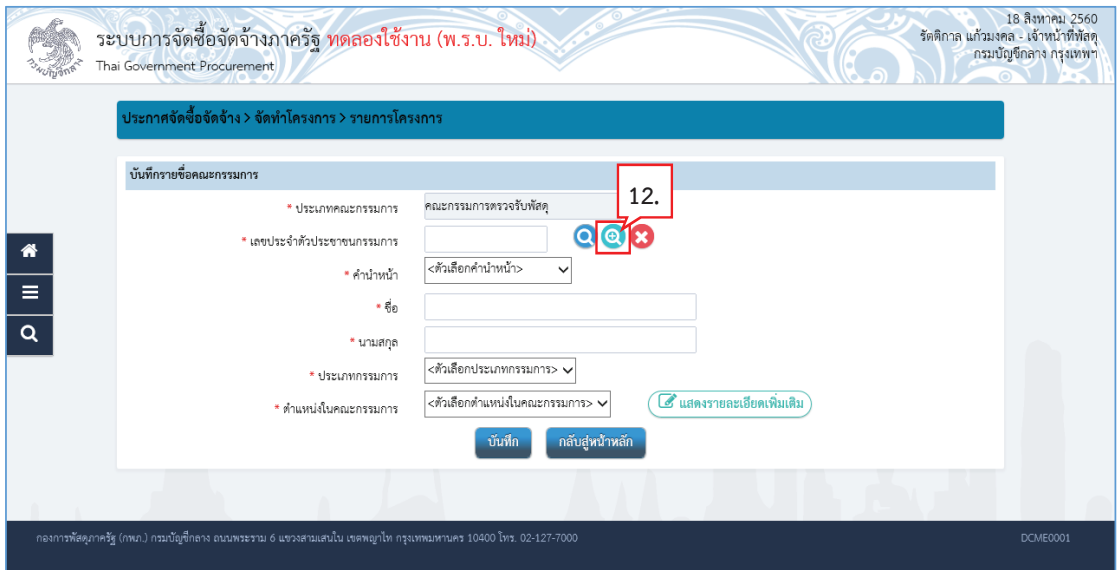 18 สิงหาคม 2560
ระบบการจัดซื้อจัดจ้างภาครัฐ ทดลองใช้งาน (พ.ร.บ. ใหม่)
รัตติกาล แก้วมงคล - เจ้าหน้าที่พัสดุ
กรมบัญชีกลาง กรุงเทพฯ
Thai Government Procurement
กรมบัญชีกลาง
ประกาศจัดซื้อจัดจ้าง > จัดทำโครงการ > รายการโครงการ
บันทึกรายชื่อคณะกรรมการ
12.
* ประเภทคณะกรรมการ คณะกรรมการตรวจรับพัสดุ
* เลขประจำตัวประชาชนกรรมการ
* คำนำหน้า <ตัวเลือกคำนำหน้า>
* ชื่อ
* นามสกุล
* ประเภทกรรมการ <ตัวเลือกประเภทกรรมการ>
* ตำแหน่งในคณะกรรมการ <ตัวเลือกตำแหน่งในคณะกรรมการ> แสดงรายละเอียดเพิ่มเติม
บันทึก กลับสู่หน้าหลัก
กองการพัสดุภาครัฐ (กพภ.) กรมบัญชีกลาง ถนนพระราม 6 แขวงสามเสนใน เขตพญาไท กรุงเทพมหานคร 10400 โทร. 02-127-7000 DCME0001